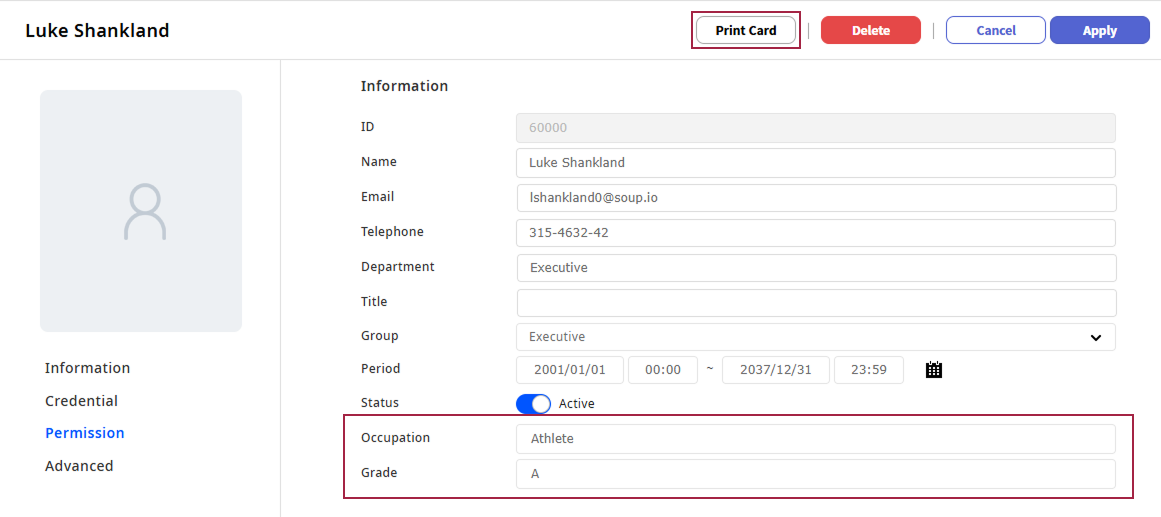 Luke Shankland
Print Card
Delete
Cancel
Apply
Information
Credential
Permission
Advanced
Information
ID 60000
Name Luke Shankland
Email lshankland0@soup.io
Telephone 315-4632-42
Department Executive
Title
Group Executive
Period 2001/01/01 00:00 ~ 2037/12/31 23:59
Status Active
Occupation Athlete
Grade A